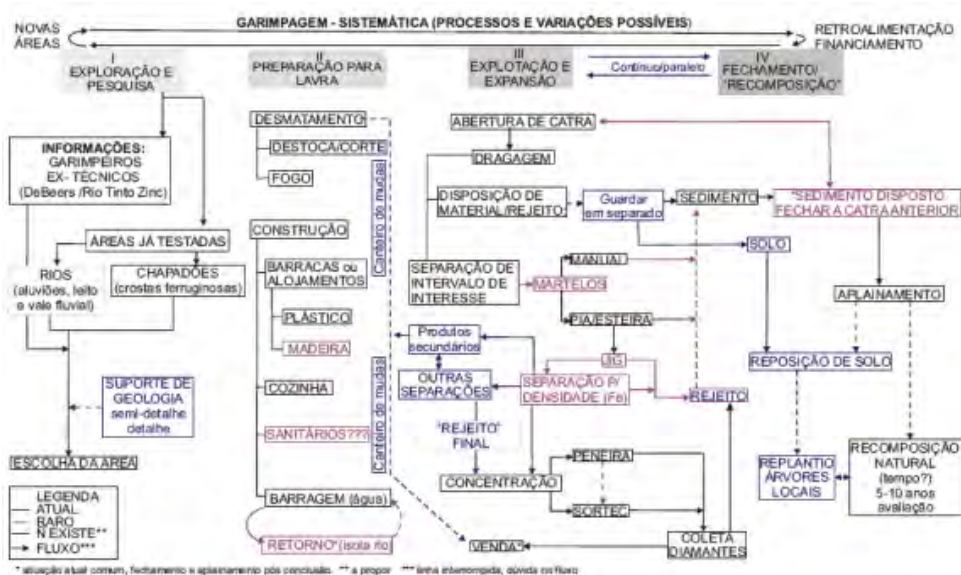 GARIMPAGEM - SISTEMÁTICA (PROCESSOS E VARIAÇÕES POSSÍVEIS)
NOVAS
ÁREAS
RETROALIMENTAÇÃO
FINANCIAMENTO
I
EXPLORAÇÃO E
PESQUISA
II
PREPARAÇÃO PARA
LAVRA
III
EXPLOTAÇÃO E
EXPANSÃO
Contínuo/paralelo
IV
FECHAMENTO/
"RECOMPOSIÇÃO"
INFORMAÇÕES:
GARIMPEIROS
EX- TÉCNICOS
(DeBeers /Rio Tinto Zinc)
ÁREAS JÁ TESTADAS
RIOS
(aluviões, leito
e vale fluvial)
CHAPADÕES
(crostas ferruginosas)
SUPORTE DE
GEOLOGIA
semi-detalhe
detalhe
ESCOLHA DA ÁREA
LEGENDA
ATUAL
RARO
N EXISTE**
FLUXO***
DESMATAMENTO
DESTOCA/CORTE
FOGO
Canteiro de mudas
CONSTRUÇÃO
BARRACAS ou
ALOJAMENTOS
PLÁSTICO
MADEIRA
COZINHA
SANITÁRIOS???
Canteiro de mudas
BARRAGEM (água)
RETORNO*(isola rio)
ABERTURA DE CATRA
DRAGAGEM
DISPOSIÇÃO DE
MATERIAL/REJEITO
Guardar
em separado
SEDIMENTO
"SEDIMENTO DISPOSTO
FECHAR A CATRA ANTERIOR
SOLO
SEPARAÇÃO DE
INTERVALO DE
INTERESSE
MARTELOS
MANUAL
PIA/ESTEIRA
JIG
APLAINAMENTO
Produtos
secundários
OUTRAS
SEPARAÇÕES
SEPARAÇÃO P/
DENSIDADE (Fe)
REJEITO
REPOSIÇÃO DE SOLO
"REJEITO"
FINAL
CONCENTRAÇÃO
PENEIRA
SORTEC
COLETA
DIAMANTES
VENDA*
REPLANTIO
ÁRVORES
LOCAIS
RECOMPOSIÇÃO
NATURAL
(tempo?)
5-10 anos
avaliação
* situação atual comum, fechamento e aplainamento pós conclusão. ** a propor *** linha interrompida, dúvida no fluxo